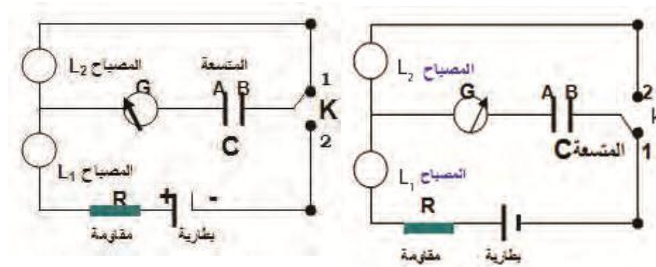 L₂ المصباح
المتسعة
G
A B
1
K
C
2
L₁ المصباح
R
+
-
مقاومة
بطارية
L₂ المصباح
G
A B
2
k
1
المتسعة C
L₁ المصباح
R
مقاومة
بطارية